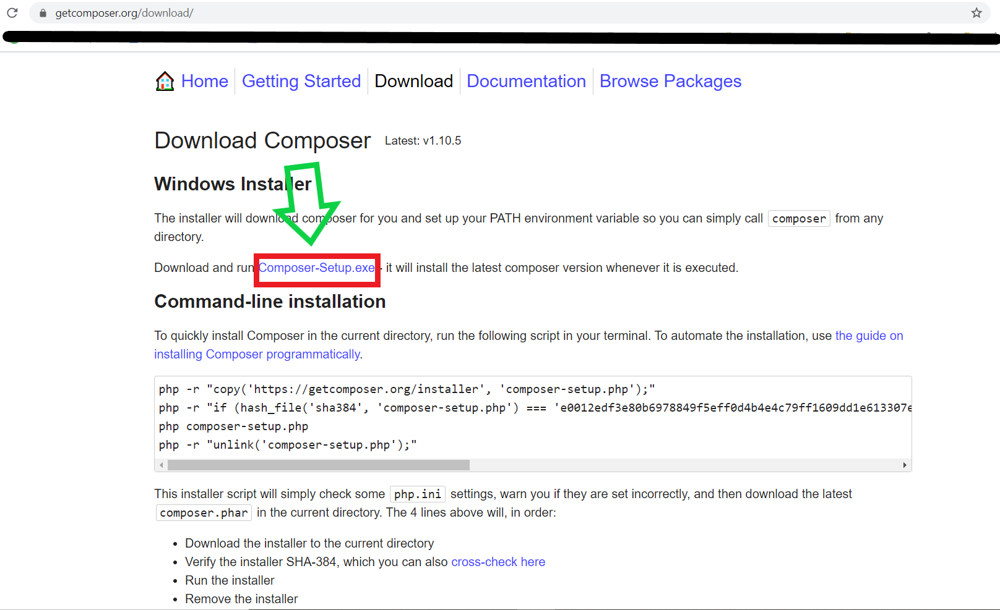 getcomposer.org/download/
Home Getting Started Download Documentation Browse Packages
Download Composer Latest: v1.10.5
Windows Installer
The installer will download composer for you and set up your PATH environment variable so you can simply call composer from any
directory.
Download and run Composer-Setup.exe - it will install the latest composer version whenever it is executed.
Command-line installation
To quickly install Composer in the current directory, run the following script in your terminal. To automate the installation, use the guide on
installing Composer programmatically.
php -r "copy('https://getcomposer.org/installer', 'composer-setup.php');"
php -r "if (hash_file('sha384', 'composer-setup.php') === 'e0012edf3e80b6978849f5eff0d4b4e4c79ff1609dd1e613307e
php composer-setup.php
php -r "unlink('composer-setup.php');"
This installer script will simply check some php.ini settings, warn you if they are set incorrectly, and then download the latest
composer.phar in the current directory. The 4 lines above will, in order:
• Download the installer to the current directory
• Verify the installer SHA-384, which you can also cross-check here
• Run the installer
• Remove the installer